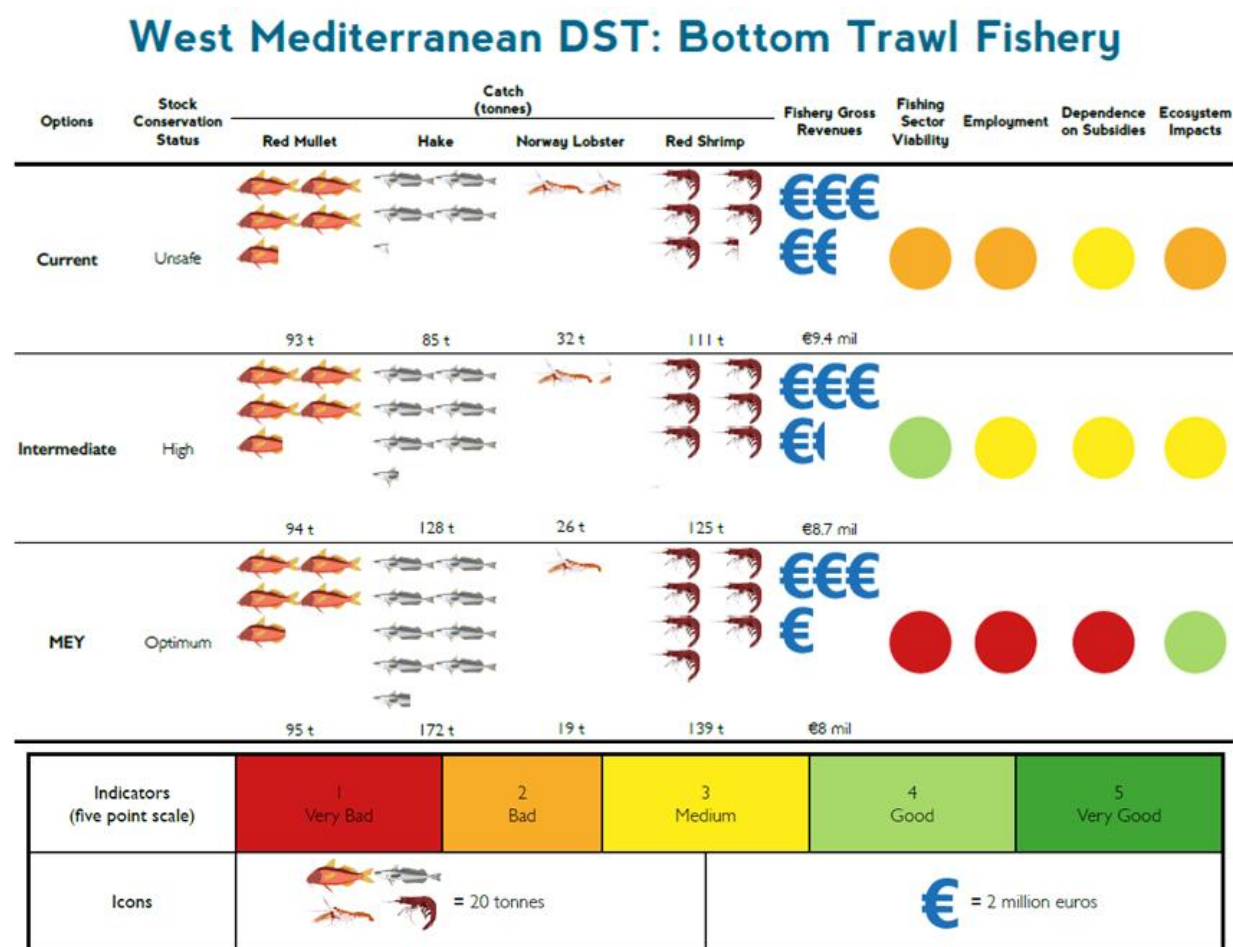 West Mediterranean DST: Bottom Trawl Fishery
Options
Stock
Conservation
Status
Catch
(tonnes)
Red Mullet
Hake
Norway Lobster
Red Shrimp
Fishery Gross
Revenues
Fishing
Sector
Viability
Employment
Dependence
on Subsidies
Ecosystem
Impacts
Current
Unsafe
€€€
€€
93 t
85 t
32 t
111 t
€9.4 mil
Intermediate
High
€€€
€€
94 t
128 t
26 t
125 t
€8.7 mil
MEY
Optimum
€€€
€
95 t
172 t
19 t
139 t
€8 mil
Indicators
(five point scale)
1
Very Bad
2
Bad
3
Medium
4
Good
5
Very Good
Icons
= 20 tonnes
€ = 2 million euros